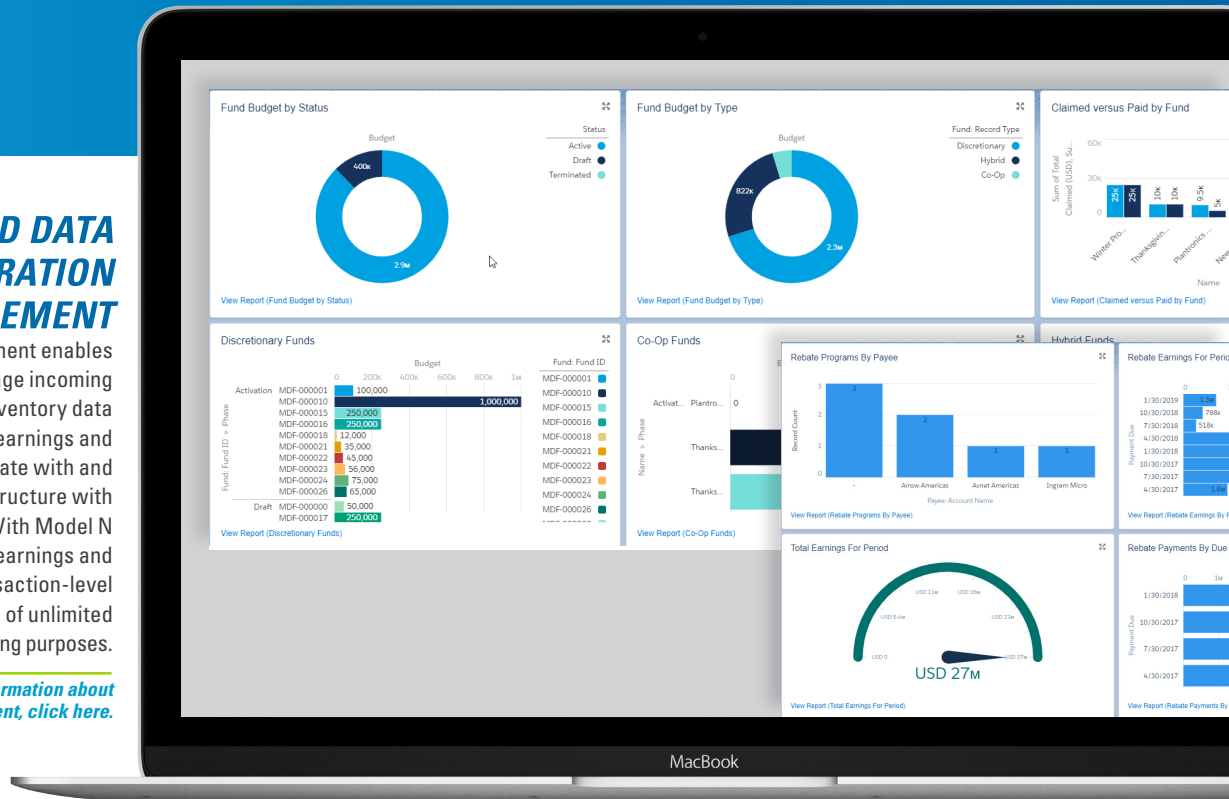 D DATA
RATION
EMENT
ment enables
age incoming
nventory data
earnings and
ate with and
ructure with
With Model N
earnings and
saction-level
of unlimited
ng purposes.
rmation about
ent, click here.
Fund Budget by Status
Budget
Status
Active
Draft
Terminated
400K
2.9M
View Report (Fund Budget by Status)
Fund Budget by Type
Budget
Fund: Record Type
Discretionary
Hybrid
Co-Op
822K
2.3M
View Report (Fund Budget by Type)
Claimed versus Paid by Fund
Sum of Total
Claimed (USD), Su...
60K
30K
0
25K
25K
10K
10K
9.5K
5K
Winter Pro...
Thanksgivin...
Plantronics ...
New
Name
View Report (Claimed versus Paid by Fund)
Discretionary Funds
Budget
0 200K 400K 600K 800K 1M
Fund: Fund ID > Phase
Activation MDF-000001 100,000
MDF-000010 1,000,000
MDF-000015 250,000
MDF-000016 250,000
MDF-000018 12,000
MDF-000021 35,000
MDF-000022 45,000
MDF-000023 56,000
MDF-000024 75,000
MDF-000026 65,000
Draft MDF-000000 50,000
MDF-000017 250,000
Fund: Fund ID
MDF-000001
MDF-000010
MDF-000015
MDF-000016
MDF-000018
MDF-000021
MDF-000022
MDF-000023
MDF-000024
MDF-000026
View Report (Discretionary Funds)
Co-Op Funds
0
Name > Phase
Activat... Plantro... 0
Thanks...
Thanks...
View Report (Co-Op Funds)
Hybrid Funds
Rebate Programs By Payee
Record Count
3
2
1
0
3
2
1
1
-
Arrow Americas
Avnet Americas
Ingram Micro
Payee: Account Name
View Report (Rebate Programs By Payee)
Rebate Earnings For Perio
0
Payment Due
1/30/2019 1.3M
10/30/2018 788K
7/30/2018 518K
4/30/2018
1/30/2018
10/30/2017
7/30/2017
4/30/2017 1.8M
View Report (Rebate Earnings By P
Total Earnings For Period
USD 0
USD 5.4M
USD 11M
USD 16M
USD 22M
USD 27M
USD 27M
View Report (Total Earnings For Period)
Rebate Payments By Due
0 1M
Payment Due
1/30/2018
10/30/2017
7/30/2017
4/30/2017
View Report (Rebate Payments By
MacBook